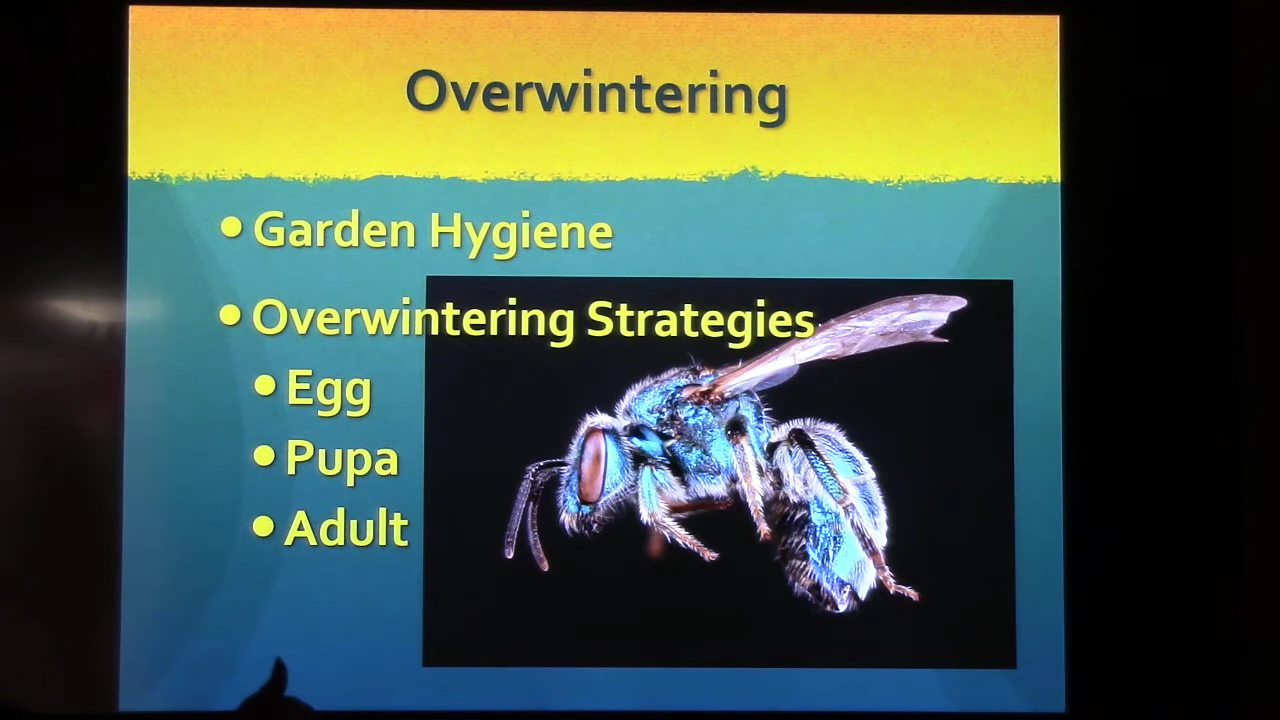 Overwintering
• Garden Hygiene
• Overwintering Strategies
• Egg
• Pupa
• Adult